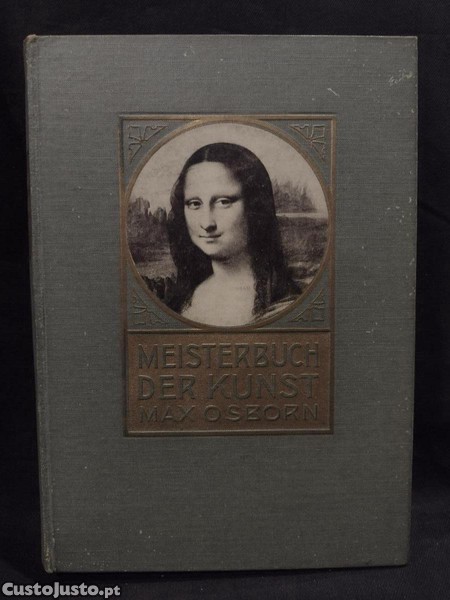 MEISTERBUCH
DER KUNST
MAX OSBORN
CustoJusto.pt